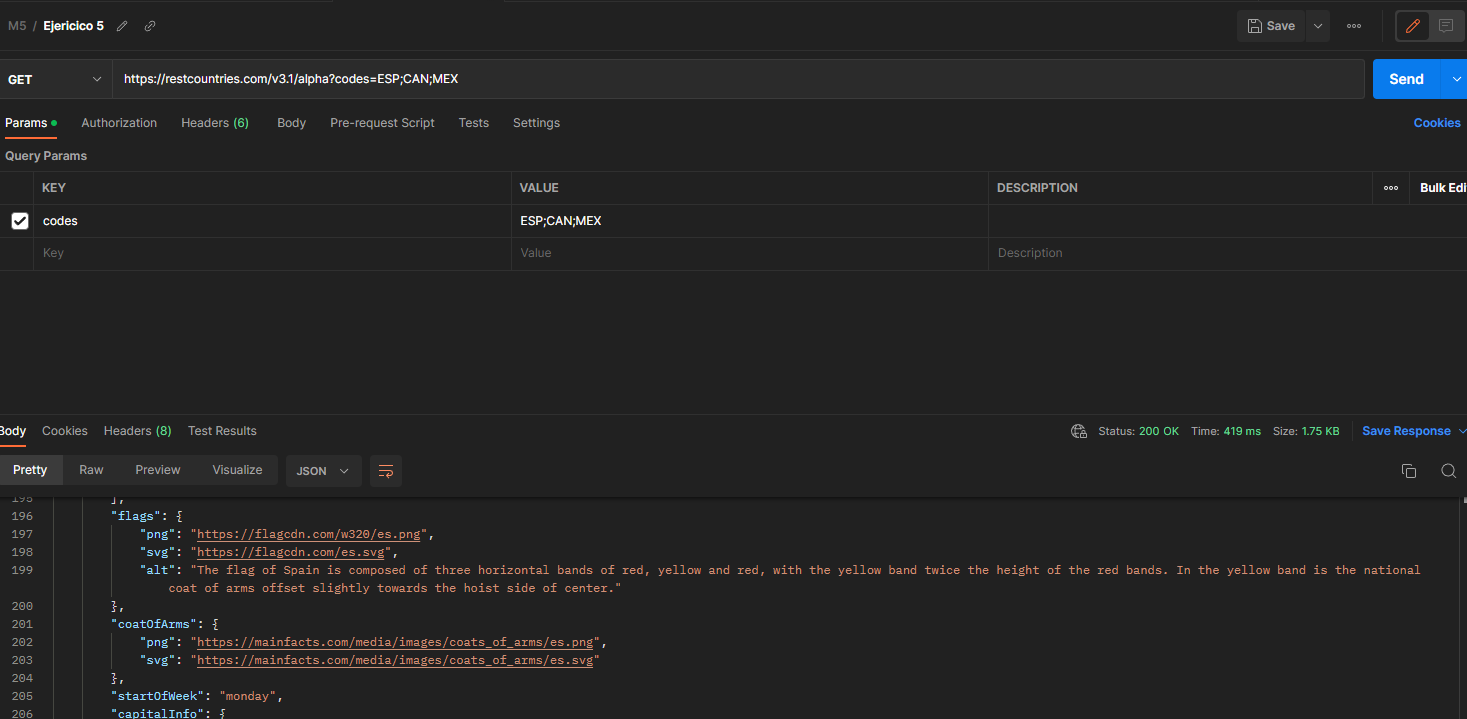 M5 / Ejericico 5 Save
GET https://restcountries.com/v3.1/alpha?codes=ESP;CAN;MEX Send
Params Authorization Headers (6) Body Pre-request Script Tests Settings Cookies
Query Params
KEY VALUE DESCRIPTION Bulk Edi
codes ESP;CAN;MEX
Key Value Description
Body Cookies Headers (8) Test Results Status: 200 OK Time: 419 ms Size: 1.75 KB Save Response
Pretty Raw Preview Visualize JSON
195 ],
196 "flags": {
197 "png": "https://flagcdn.com/w320/es.png",
198 "svg": "https://flagcdn.com/es.svg",
199 "alt": "The flag of Spain is composed of three horizontal bands of red, yellow and red, with the yellow band twice the height of the red bands. In the yellow band is the national
coat of arms offset slightly towards the hoist side of center."
200 },
201 "coatOfArms": {
202 "png": "https://mainfacts.com/media/images/coats_of_arms/es.png",
203 "svg": "https://mainfacts.com/media/images/coats_of_arms/es.svg"
204 },
205 "startOfWeek": "monday",
206 "capitalInfo": {